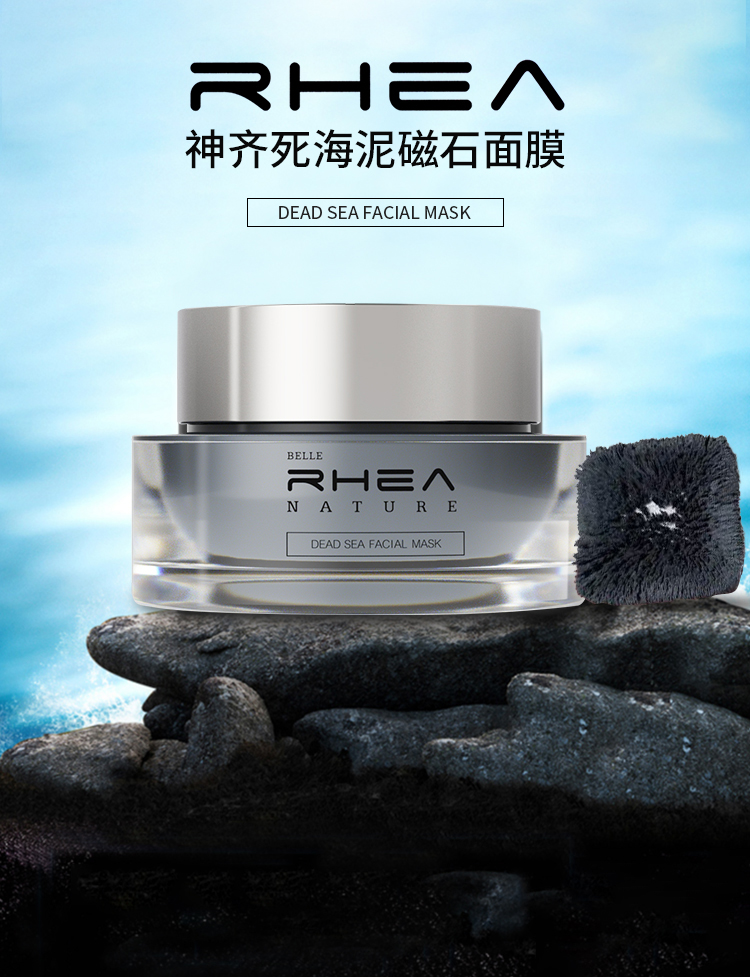 RHEA
神齐死海泥磁石面膜
DEAD SEA FACIAL MASK
BELLE
RHEA
NATURE
DEAD SEA FACIAL MASK